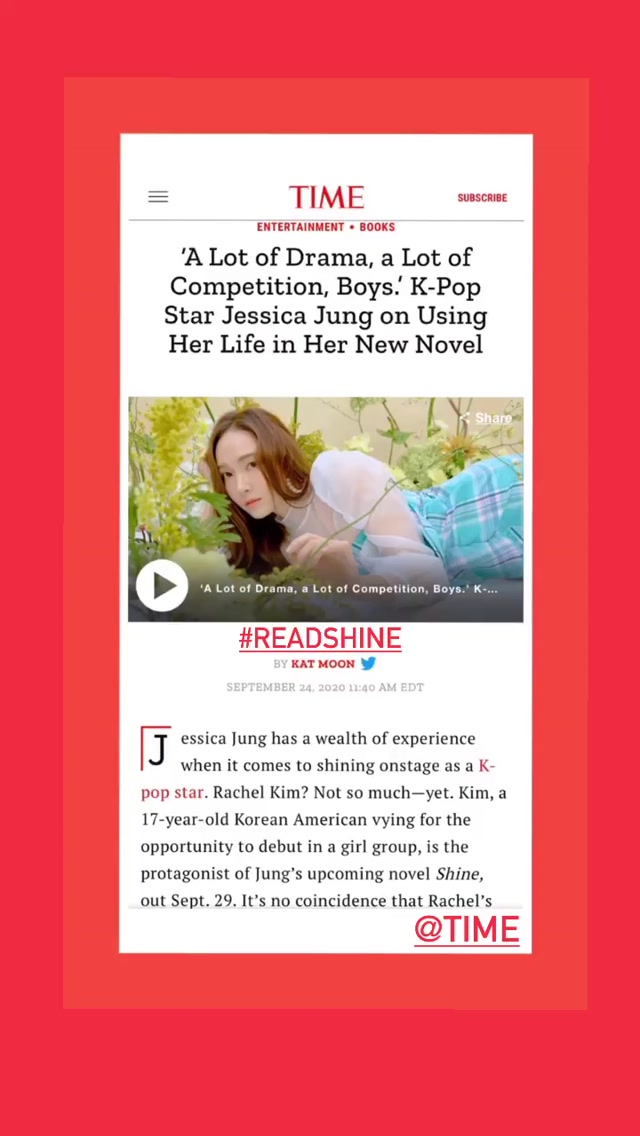 TIME
SUBSCRIBE
ENTERTAINMENT • BOOKS
‘A Lot of Drama, a Lot of
Competition, Boys.’ K-Pop
Star Jessica Jung on Using
Her Life in Her New Novel
Share
‘A Lot of Drama, a Lot of Competition, Boys.’ K-...
#READSHINE
BY KAT MOON
SEPTEMBER 24, 2020 11:40 AM EDT
Jessica Jung has a wealth of experience
when it comes to shining onstage as a K-
pop star. Rachel Kim? Not so much—yet. Kim, a
17-year-old Korean American vying for the
opportunity to debut in a girl group, is the
protagonist of Jung’s upcoming novel Shine,
out Sept. 29. It’s no coincidence that Rachel’s
@TIME